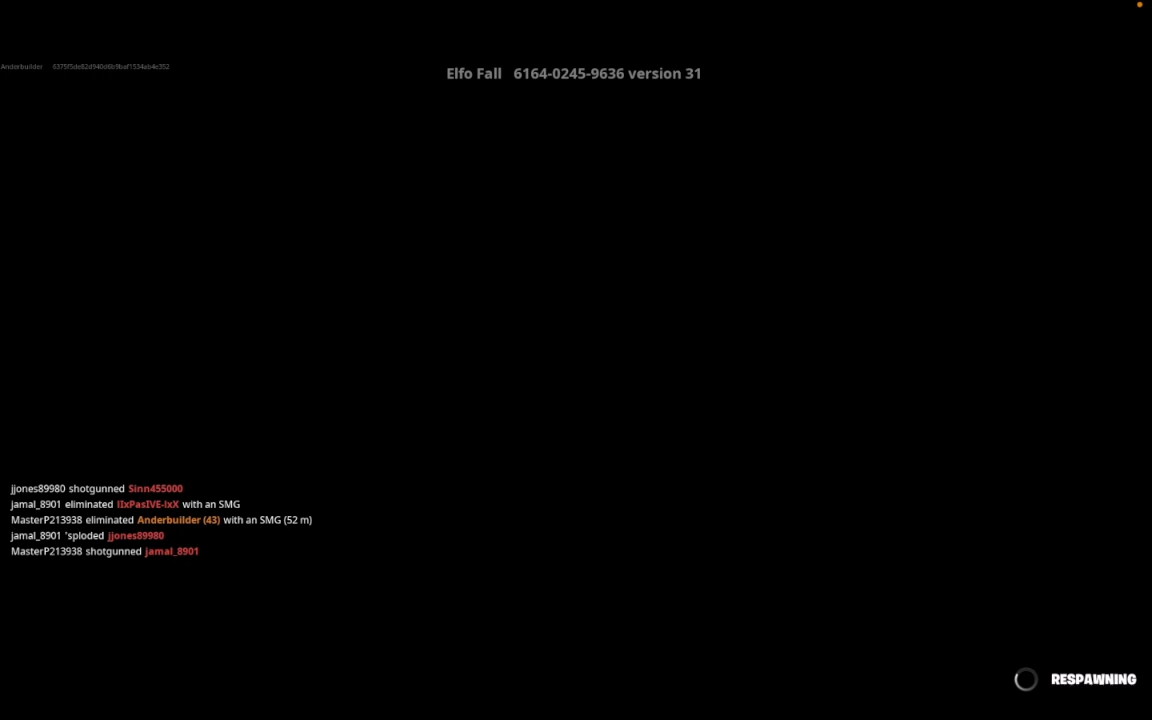 Elfo Fall 6164-0245-9636 version 31
Anderbuilder
jjones89980 shotgunned Sinn455000
jamal_8901 eliminated IIxPasIVE-IxX with an SMG
MasterP213938 eliminated Anderbuilder (43) with an SMG (52 m)
jamal_8901 'sploded jjones89980
MasterP213938 shotgunned jamal_8901
RESPAWNING